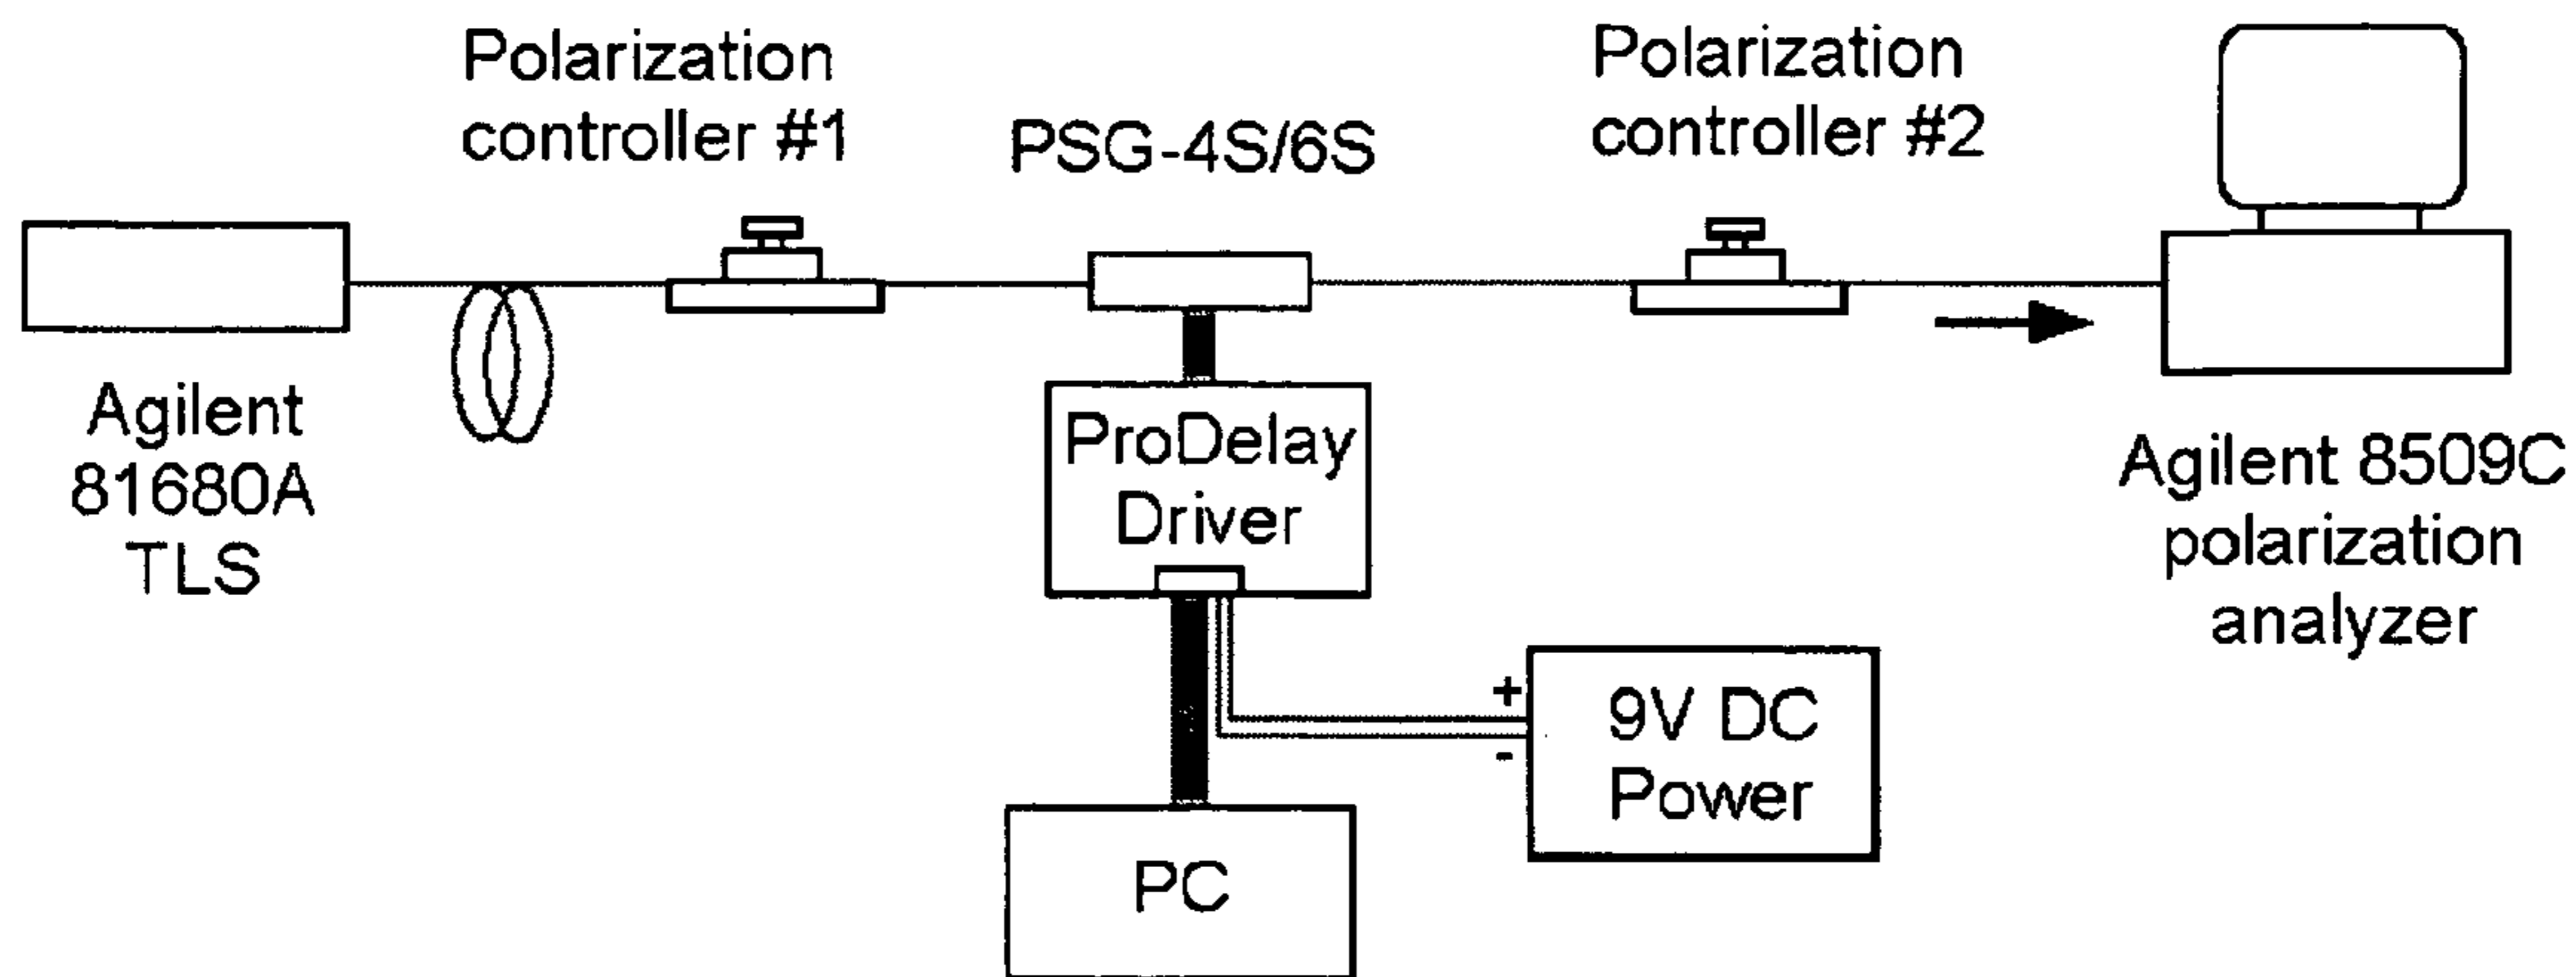 Polarization
controller #1
PSG-4S/6S
Polarization
controller #2
Agilent
81680A
TLS
ProDelay
Driver
Agilent 8509C
polarization
analyzer
+
-
9V DC
Power
PC